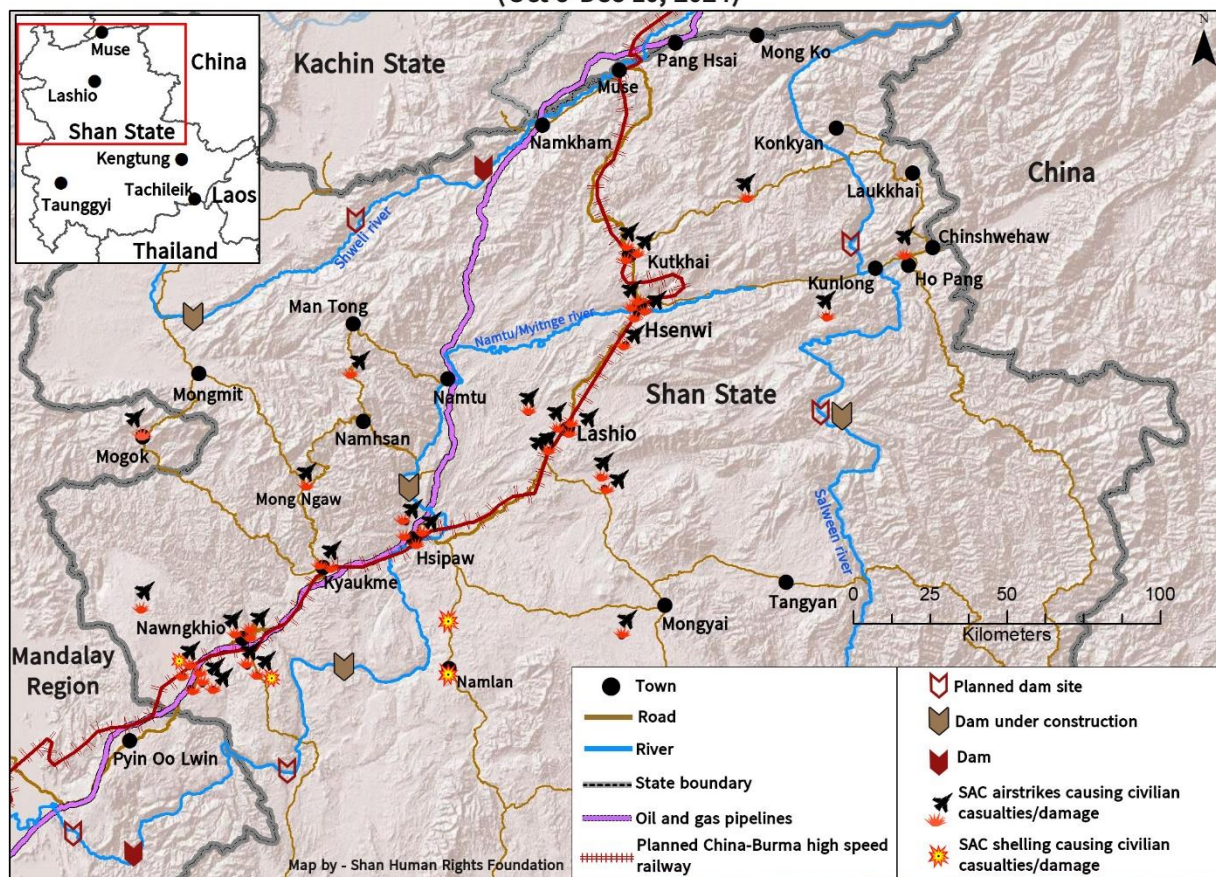 (Oct 6-Dec 20, 2024)
N
Muse
China
Lashio
Shan State
Kengtung
Tachileik
Laos
Taunggyi
Thailand
Kachin State
Pang Hsai
Mong Ko
Muse
Namkham
Konkyan
Laukkhai
China
Shweli river
Chinshwehaw
Kutkhai
Kunlong
Ho Pang
Man Tong
Namtu/Myitnge river
Hsenwi
Mongmit
Namtu
Shan State
Namhsan
Lashio
Mogok
Mong Ngaw
Salween river
Hsipaw
Kyaukme
Tangyan
Mongyai
0 25 50 100
Kilometers
Nawngkhio
Mandalay
Region
Namlan
Pyin Oo Lwin
Town
Road
River
State boundary
Oil and gas pipelines
Planned China-Burma high speed
railway
Planned dam site
Dam under construction
Dam
SAC airstrikes causing civilian
casualties/damage
SAC shelling causing civilian
casualties/damage
Map by - Shan Human Rights Foundation